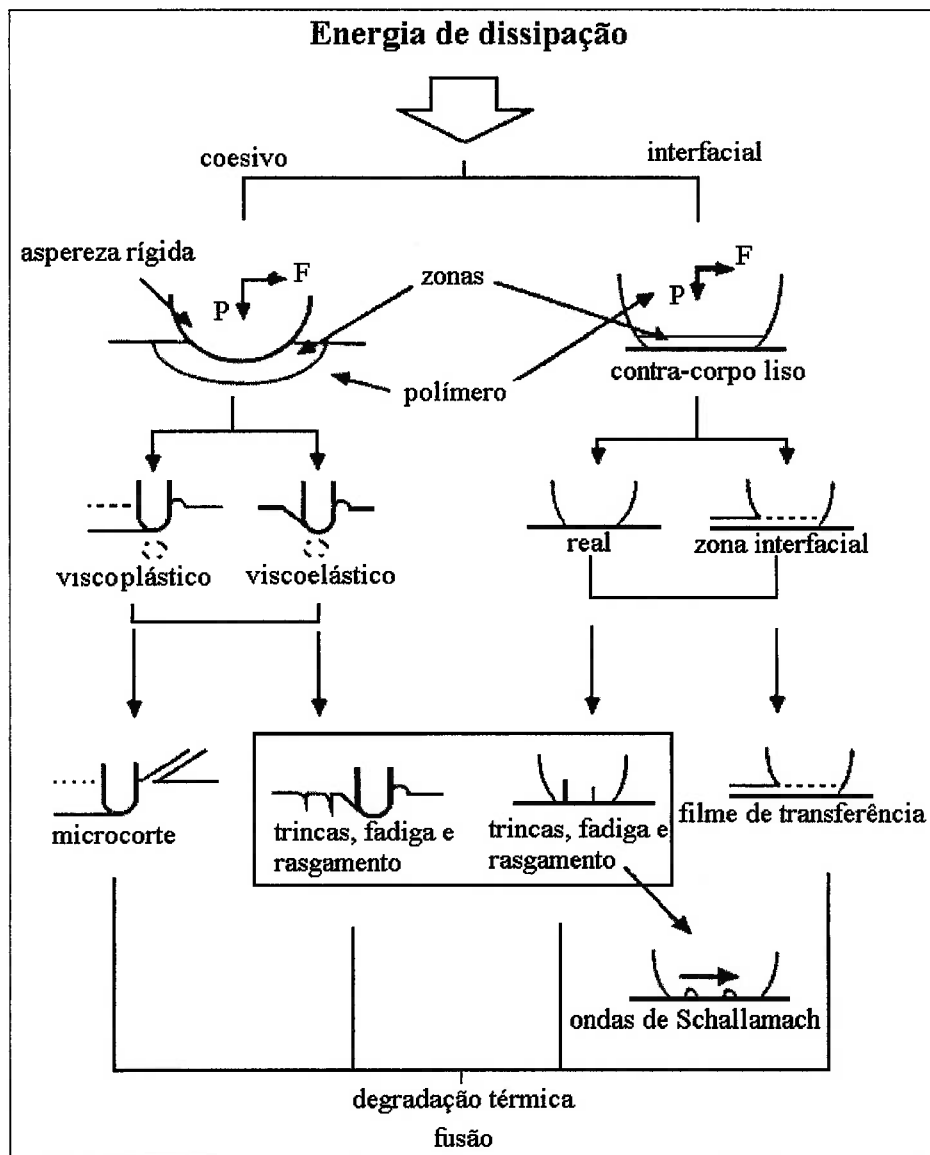 Energia de dissipação
coesivo
interfacial
aspereza rígida
F
P
zonas
F
P
polímero
contra-corpo liso
viscoplástico
viscoelástico
real
zona interfacial
microcorte
trincas, fadiga e
rasgamento
trincas, fadiga e
rasgamento
filme de transferência
ondas de Schallamach
degradação térmica
fusão